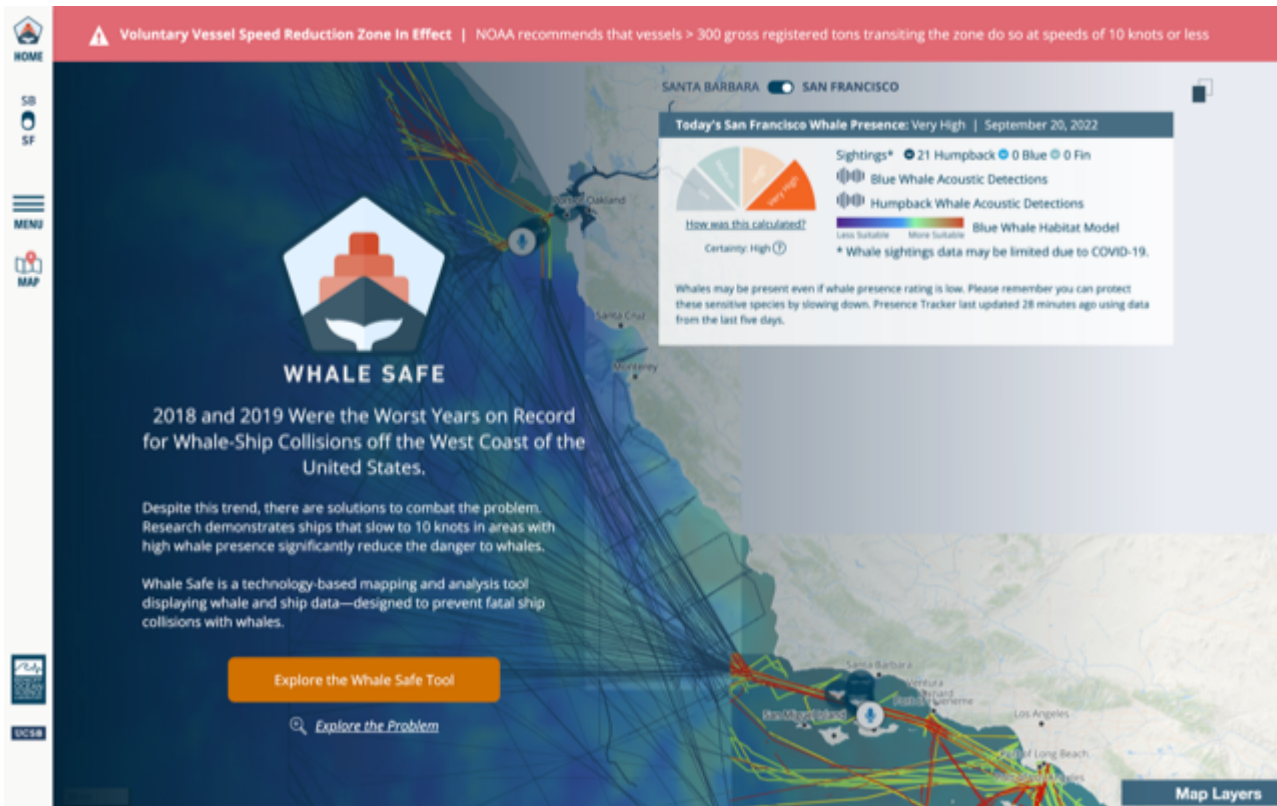 Voluntary Vessel Speed Reduction Zone In Effect | NOAA recommends that vessels > 300 gross registered tons transiting the zone do so at speeds of 10 knots or less
HOME
SB
SF
MENU
MAP
UCSB
SANTA BARBARA SAN FRANCISCO
Today's San Francisco Whale Presence: Very High | September 20, 2022
Very High
How was this calculated?
Certainty: High ?
Sightings* 21 Humpback 0 Blue 0 Fin
Blue Whale Acoustic Detections
Humpback Whale Acoustic Detections
Less Suitable More Suitable Blue Whale Habitat Model
* Whale sightings data may be limited due to COVID-19.
Whales may be present even if whale presence rating is low. Please remember you can protect
these sensitive species by slowing down. Presence Tracker last updated 28 minutes ago using data
from the last five days.
Oakland
Santa Cruz
Monterey
WHALE SAFE
2018 and 2019 Were the Worst Years on Record
for Whale-Ship Collisions off the West Coast of the
United States.
Despite this trend, there are solutions to combat the problem.
Research demonstrates ships that slow to 10 knots in areas with
high whale presence significantly reduce the danger to whales.
Whale Safe is a technology-based mapping and analysis tool
displaying whale and ship data—designed to prevent fatal ship
collisions with whales.
Explore the Whale Safe Tool
Explore the Problem
Santa Barbara
Ventura
San Miguel Island
Los Angeles
of Long Beach
Map Layers